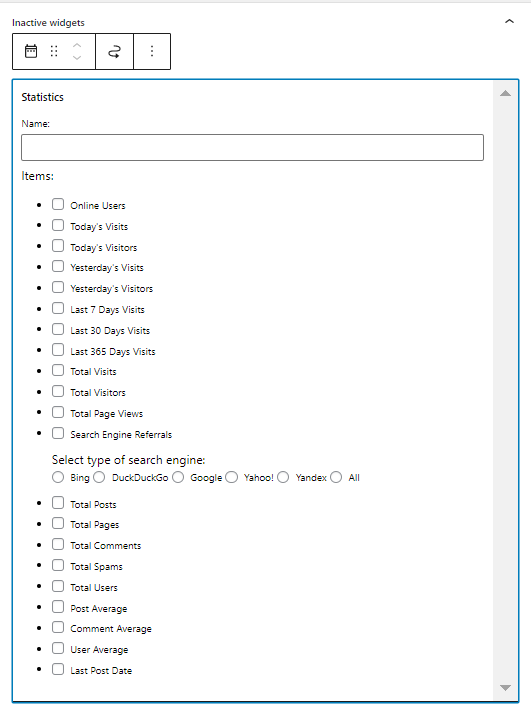 Inactive widgets
Statistics
Name:
Items:
Online Users
Today's Visits
Today's Visitors
Yesterday's Visits
Yesterday's Visitors
Last 7 Days Visits
Last 30 Days Visits
Last 365 Days Visits
Total Visits
Total Visitors
Total Page Views
Search Engine Referrals
Select type of search engine:
Bing DuckDuckGo Google Yahoo! Yandex All
Total Posts
Total Pages
Total Comments
Total Spams
Total Users
Post Average
Comment Average
User Average
Last Post Date